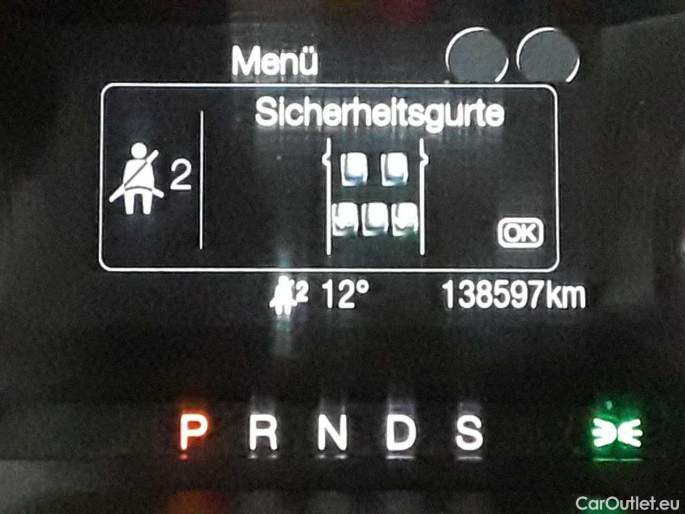 Menü
Sicherheitsgurte
2
OK
2 12° 138597km
P R N D S
CarOutlet.eu